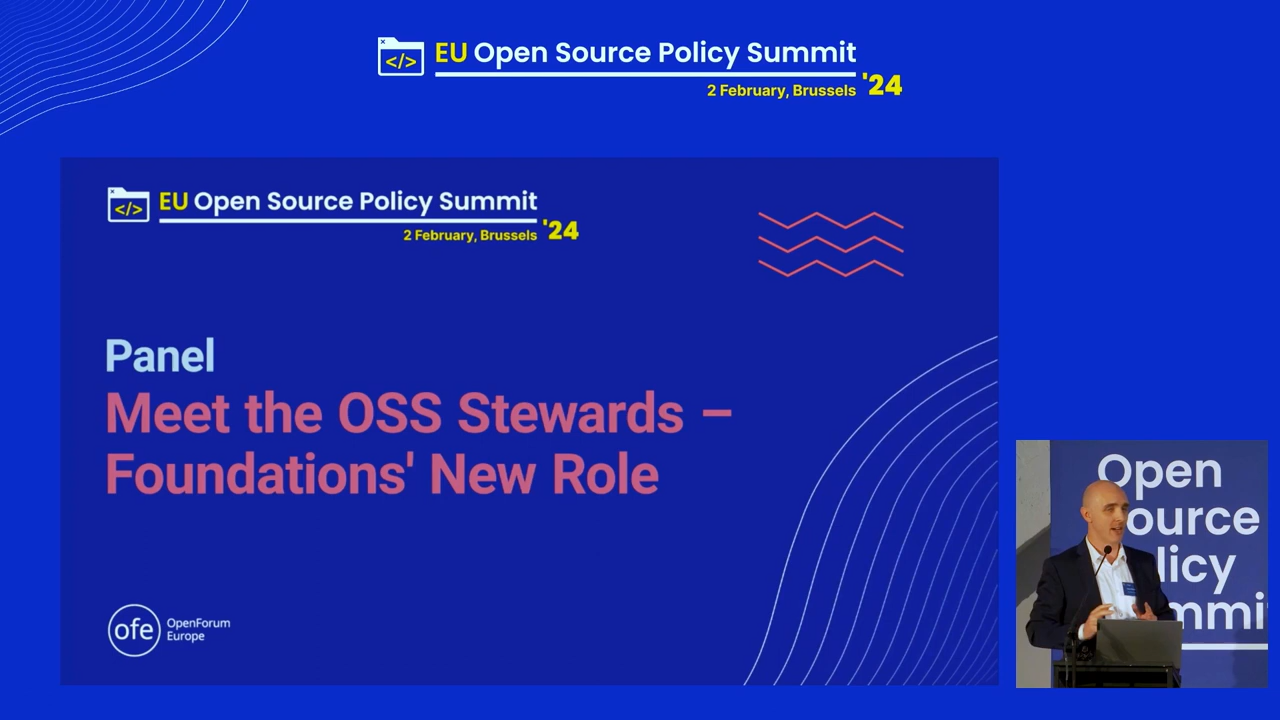 EU Open Source Policy Summit
2 February, Brussels '24
EU Open Source Policy Summit
2 February, Brussels '24
Panel
Meet the OSS Stewards –
Foundations' New Role
ofe OpenForum
Europe
Open
ource
licy
mmi